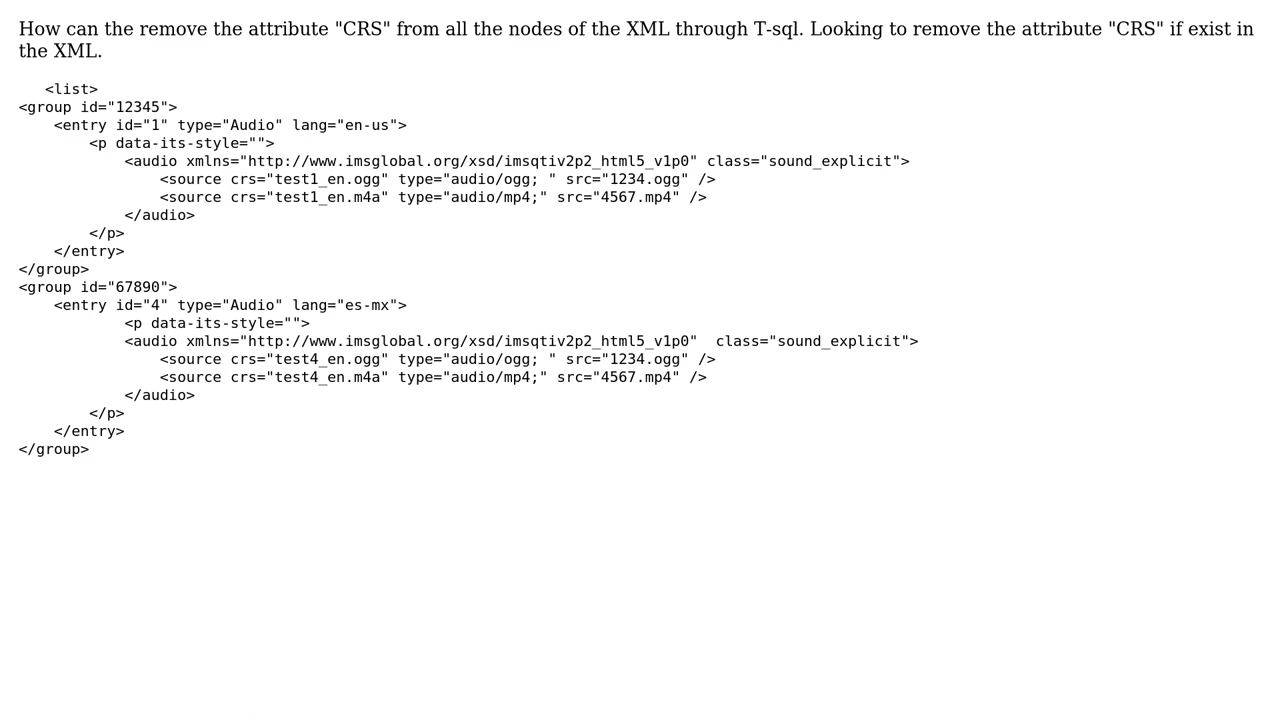 How can the remove the attribute "CRS" from all the nodes of the XML through T-sql. Looking to remove the attribute "CRS" if exist in
the XML.
   <list>
<group id="12345">
    <entry id="1" type="Audio" lang="en-us">
        <p data-its-style="">
            <audio xmlns="http://www.imsglobal.org/xsd/imsqtiv2p2_html5_v1p0" class="sound_explicit">
                <source crs="test1_en.ogg" type="audio/ogg; " src="1234.ogg" />
                <source crs="test1_en.m4a" type="audio/mp4;" src="4567.mp4" />
            </audio>
        </p>
    </entry>
</group>
<group id="67890">
    <entry id="4" type="Audio" lang="es-mx">
            <p data-its-style="">
            <audio xmlns="http://www.imsglobal.org/xsd/imsqtiv2p2_html5_v1p0"  class="sound_explicit">
                <source crs="test4_en.ogg" type="audio/ogg; " src="1234.ogg" />
                <source crs="test4_en.m4a" type="audio/mp4;" src="4567.mp4" />
            </audio>
        </p>
    </entry>
</group>